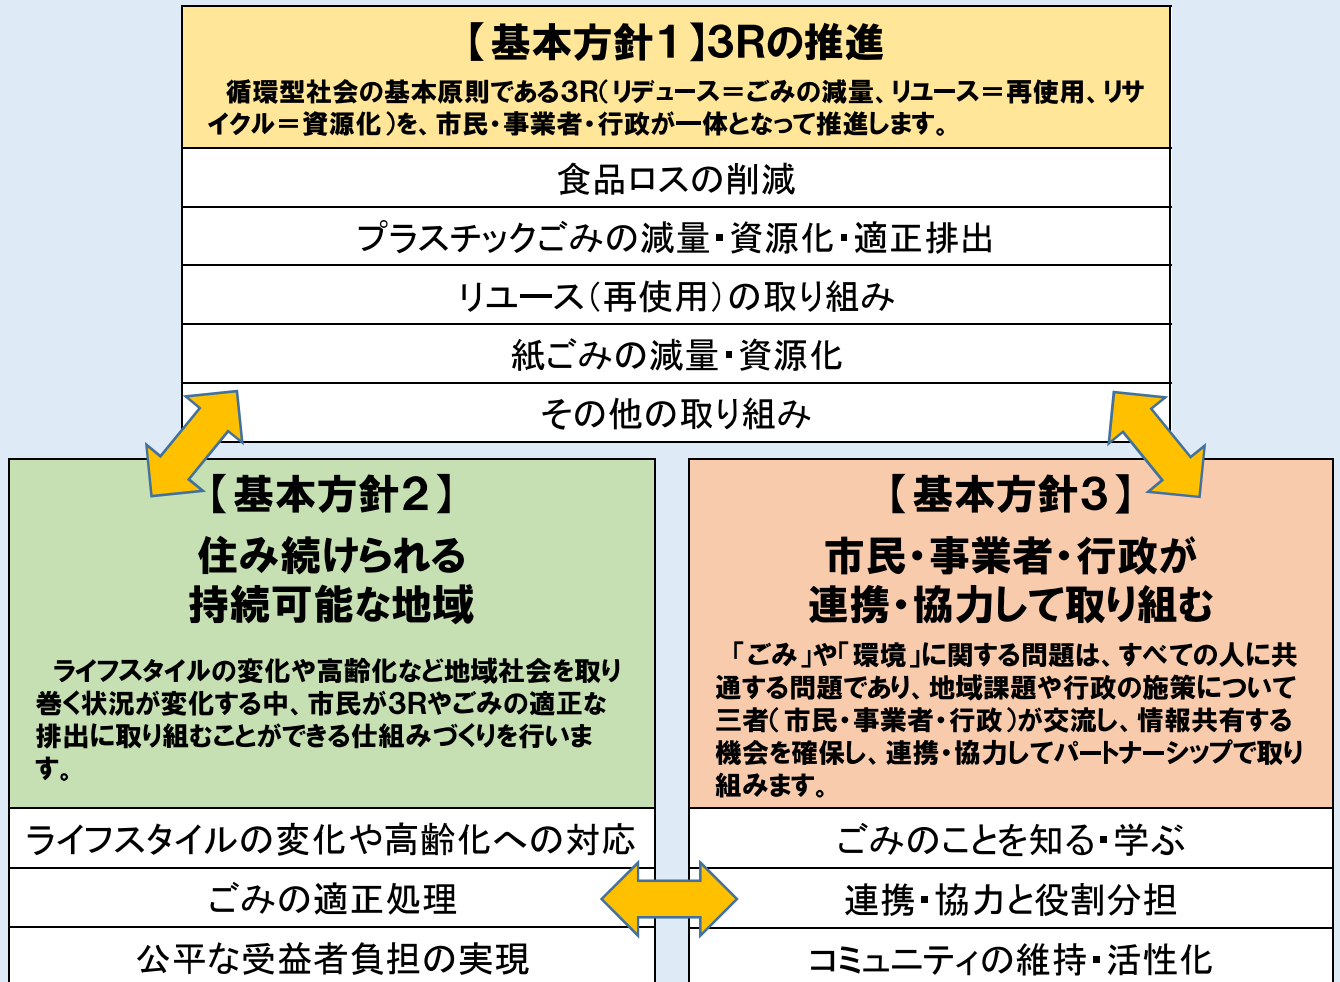 【基本方針1】3Rの推進
循環型社会の基本原則である3R(リデュース=ごみの減量、リユース=再使用、リサ
イクル=資源化)を、市民・事業者・行政が一体となって推進します。
食品ロスの削減
プラスチックごみの減量・資源化・適正排出
リユース(再使用)の取り組み
紙ごみの減量・資源化
その他の取り組み
【基本方針2】
住み続けられる
持続可能な地域
ライフスタイルの変化や高齢化など地域社会を取り
巻く状況が変化する中、市民が3Rやごみの適正な
排出に取り組むことができる仕組みづくりを行いま
す。
ライフスタイルの変化や高齢化への対応
ごみの適正処理
公平な受益者負担の実現
【基本方針3】
市民・事業者・行政が
連携・協力して取り組む
「ごみ」や「環境」に関する問題は、すべての人に共
通する問題であり、地域課題や行政の施策について
三者(市民・事業者・行政)が交流し、情報共有する
機会を確保し、連携・協力してパートナーシップで取り
組みます。
ごみのことを知る・学ぶ
連携・協力と役割分担
コミュニティの維持・活性化